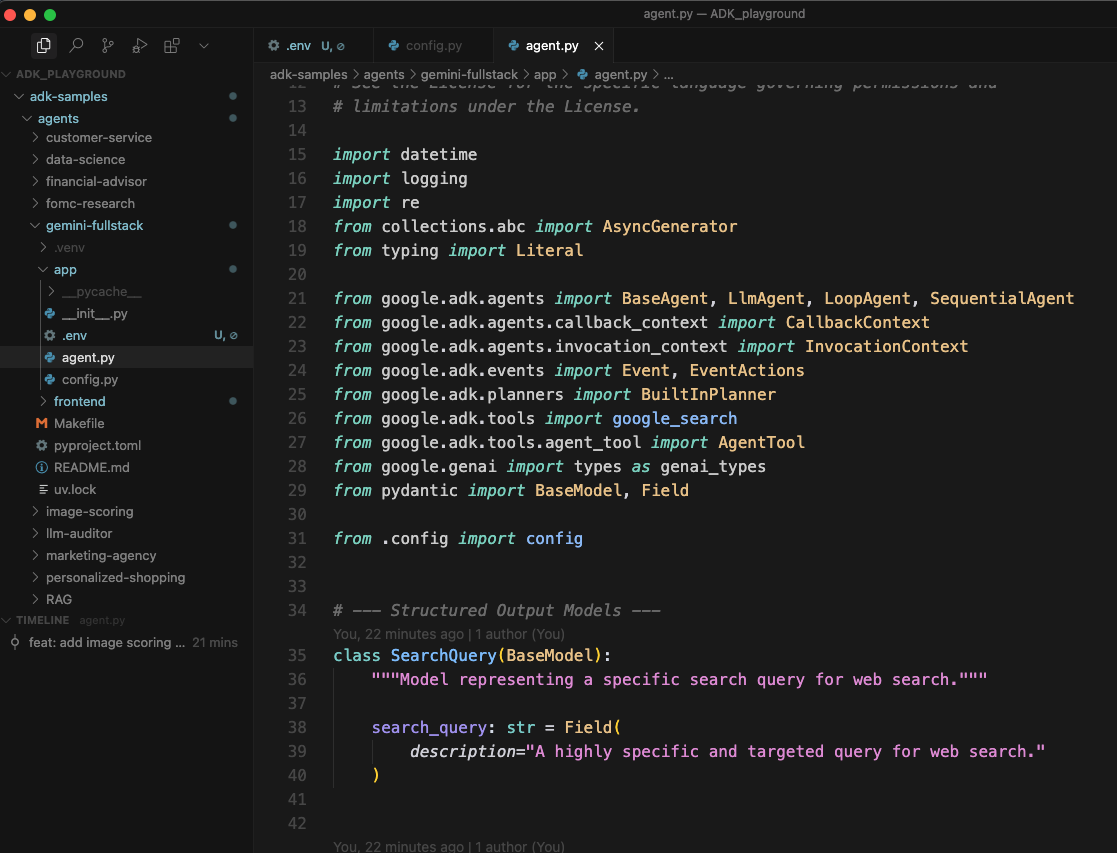 agent.py — ADK_playground
.env U, ⊘
config.py
agent.py ×
adk-samples > agents > gemini-fullstack > app > agent.py > ...
ADK_PLAYGROUND
adk-samples
agents
customer-service
data-science
financial-advisor
fomc-research
gemini-fullstack
.venv
app
__pycache__
__init__.py
.env U, ⊘
agent.py
config.py
frontend
Makefile
pyproject.toml
README.md
uv.lock
image-scoring
llm-auditor
marketing-agency
personalized-shopping
RAG
TIMELINE agent.py
feat: add image scoring ... 21 mins
12 # See the License for the specific language governing permissions and
13 # limitations under the License.
14
15 import datetime
16 import logging
17 import re
18 from collections.abc import AsyncGenerator
19 from typing import Literal
20
21 from google.adk.agents import BaseAgent, LlmAgent, LoopAgent, SequentialAgent
22 from google.adk.agents.callback_context import CallbackContext
23 from google.adk.agents.invocation_context import InvocationContext
24 from google.adk.events import Event, EventActions
25 from google.adk.planners import BuiltInPlanner
26 from google.adk.tools import google_search
27 from google.adk.tools.agent_tool import AgentTool
28 from google.genai import types as genai_types
29 from pydantic import BaseModel, Field
30
31 from .config import config
32
33
34 # --- Structured Output Models ---
You, 22 minutes ago | 1 author (You)
35 class SearchQuery(BaseModel):
36 """Model representing a specific search query for web search."""
37
38 search_query: str = Field(
39 description="A highly specific and targeted query for web search."
40 )
41
42
You, 22 minutes ago | 1 author (You)